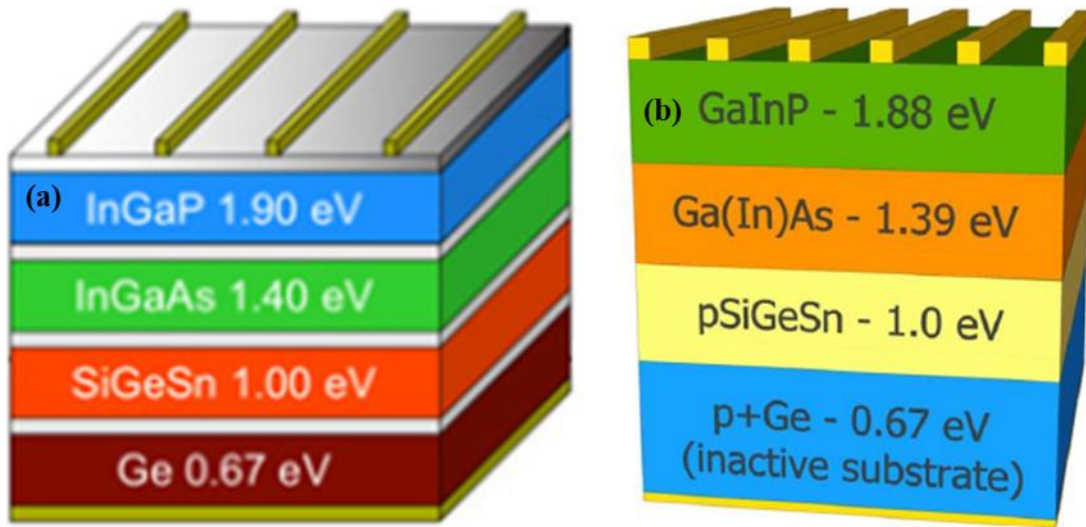 (a)
InGaP 1.90 eV
InGaAs 1.40 eV
SiGeSn 1.00 eV
Ge 0.67 eV
(b)
GaInP - 1.88 eV
Ga(In)As - 1.39 eV
pSiGeSn - 1.0 eV
p+Ge - 0.67 eV
(inactive substrate)